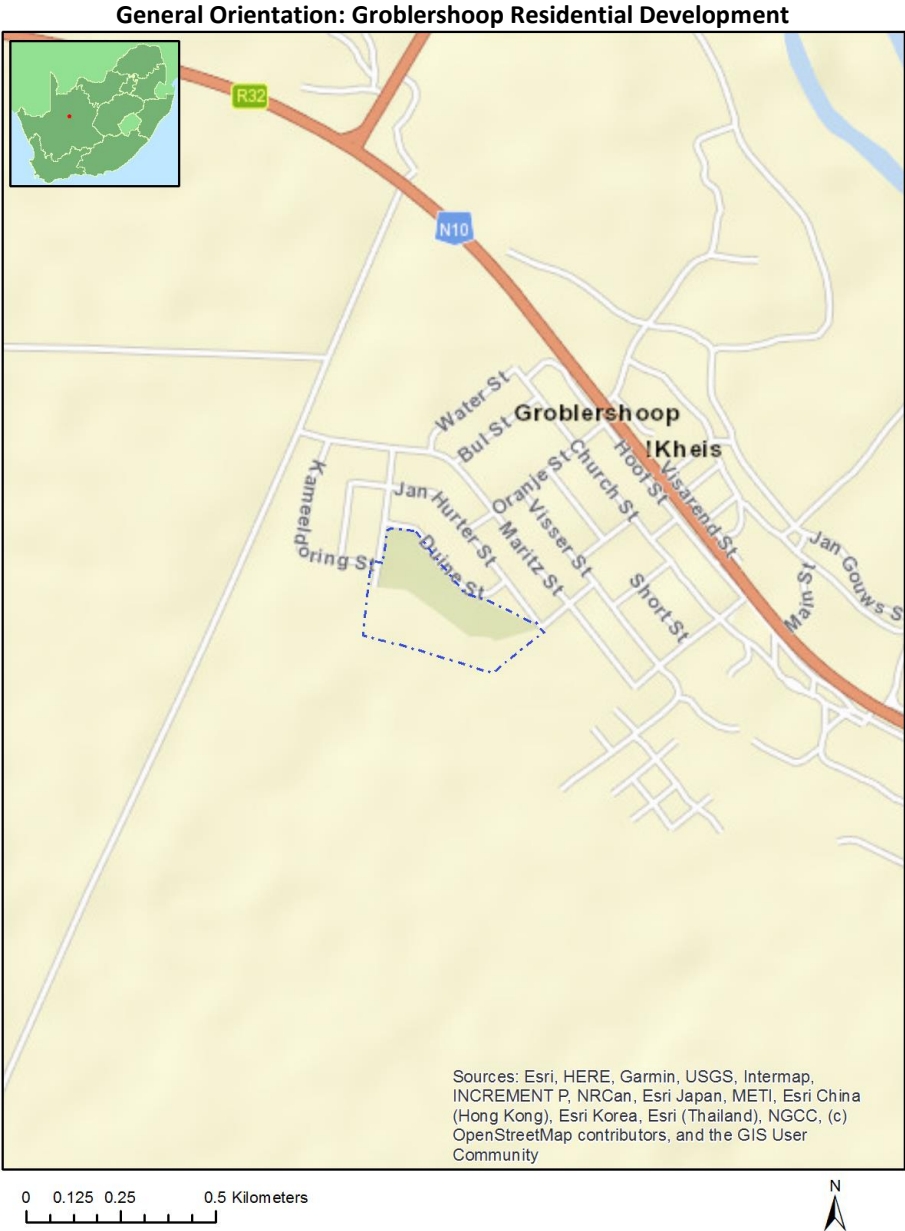 General Orientation: Groblershoop Residential Development
R32
N10
Water St
Groblershoop
Bul St
!Kheis
Church St
Hoof St
Visarend St
Oranje St
Kameeldoring St
Jan Hurter St
Visser St
Maritz St
Duine St
Short St
Main St
Jan Gouws S
Sources: Esri, HERE, Garmin, USGS, Intermap,
INCREMENT P, NRCan, Esri Japan, METI, Esri China
(Hong Kong), Esri Korea, Esri (Thailand), NGCC, (c)
OpenStreetMap contributors, and the GIS User
Community
0 0.125 0.25 0.5 Kilometers
N